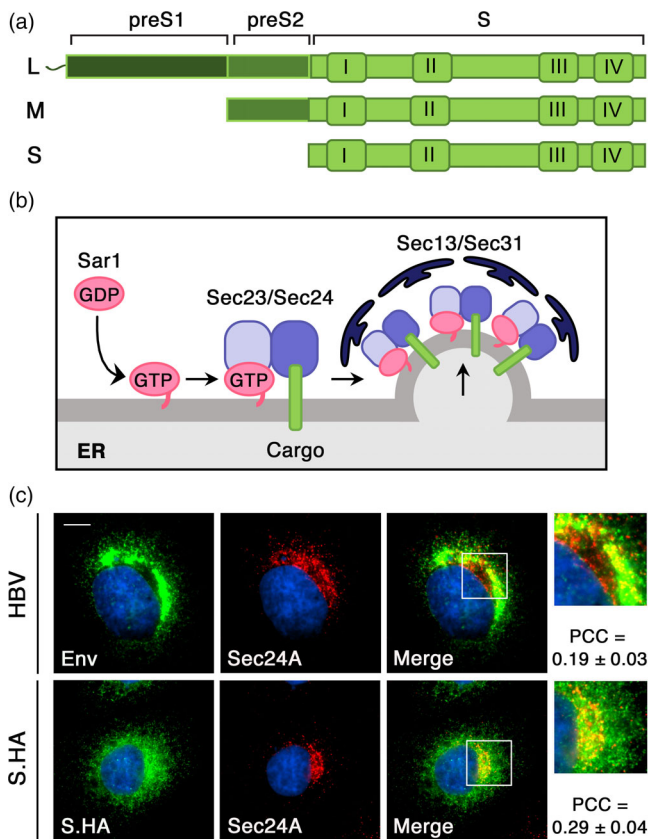 (a)
preS1 preS2 S
L I II III IV
M I II III IV
S I II III IV
(b)
Sar1
GDP
GTP
Sec23/Sec24
GTP
Sec13/Sec31
ER
Cargo
(c)
HBV
Env
Sec24A
Merge
PCC =
0.19 ± 0.03
S.HA
S.HA
Sec24A
Merge
PCC =
0.29 ± 0.04